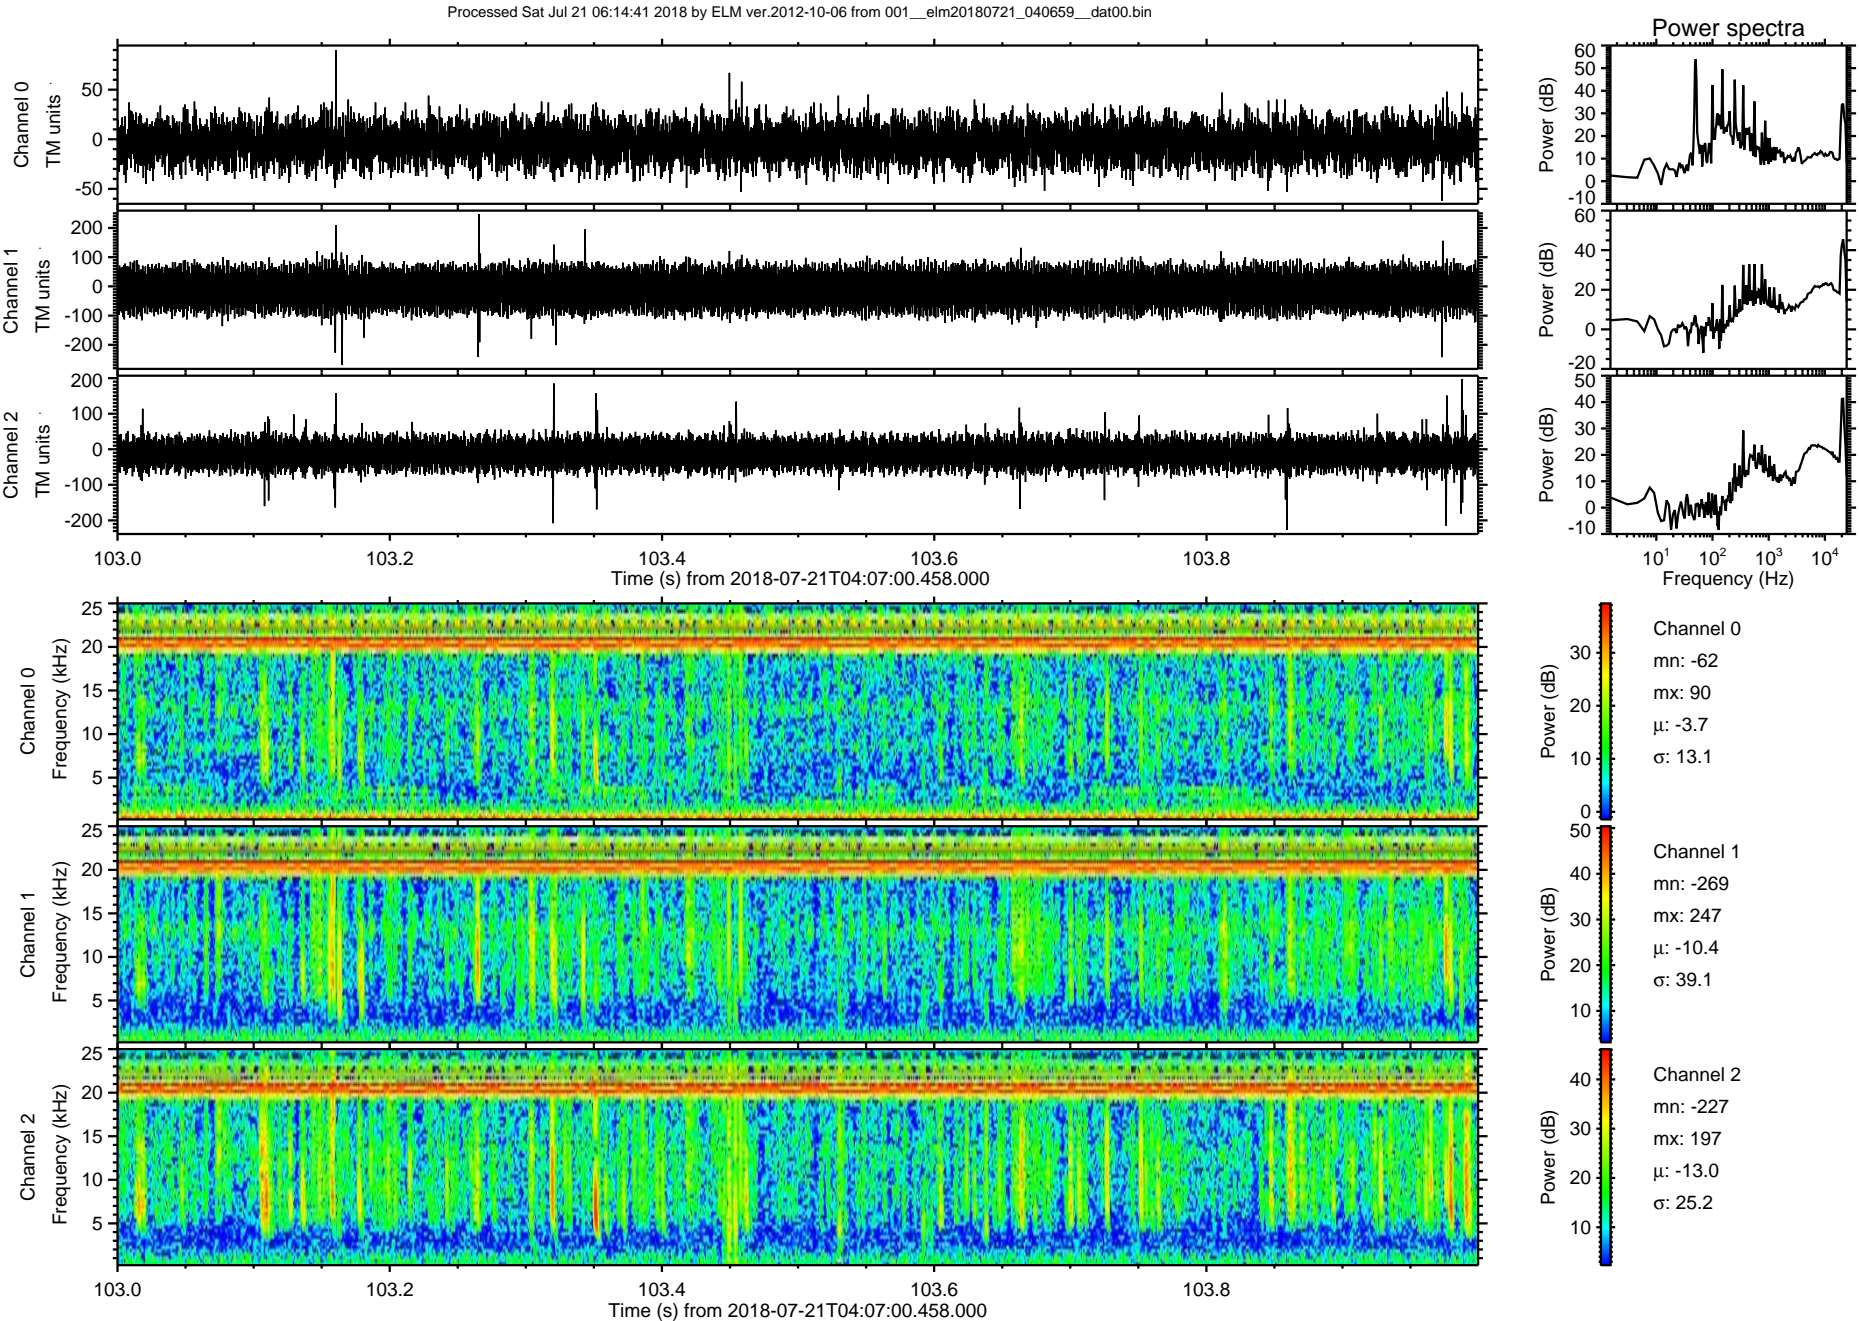 Processed Sat Jul 21 06:14:41 2018 by ELM ver.2012-10-06 from 001__elm20180721_040659__dat00.bin
Power spectra
Channel 0
TM units
50
0
-50
Power (dB)
60
50
40
30
20
10
0
-10
Channel 1
TM units
200
100
0
-100
-200
Power (dB)
60
40
20
0
-20
Channel 2
TM units
200
100
0
-100
-200
Power (dB)
50
40
30
20
10
0
-10
103.0 103.2 103.4 103.6 103.8
Time (s) from 2018-07-21T04:07:00.458.000
10¹ 10² 10³ 10⁴
Frequency (Hz)
Channel 0
Frequency (kHz)
25
20
15
10
5
Power (dB)
30
20
10
0
Channel 0
mn: -62
mx: 90
μ: -3.7
σ: 13.1
Channel 1
Frequency (kHz)
25
20
15
10
5
Power (dB)
50
40
30
20
10
Channel 1
mn: -269
mx: 247
μ: -10.4
σ: 39.1
Channel 2
Frequency (kHz)
25
20
15
10
5
Power (dB)
40
30
20
10
Channel 2
mn: -227
mx: 197
μ: -13.0
σ: 25.2
103.0 103.2 103.4 103.6 103.8
Time (s) from 2018-07-21T04:07:00.458.000